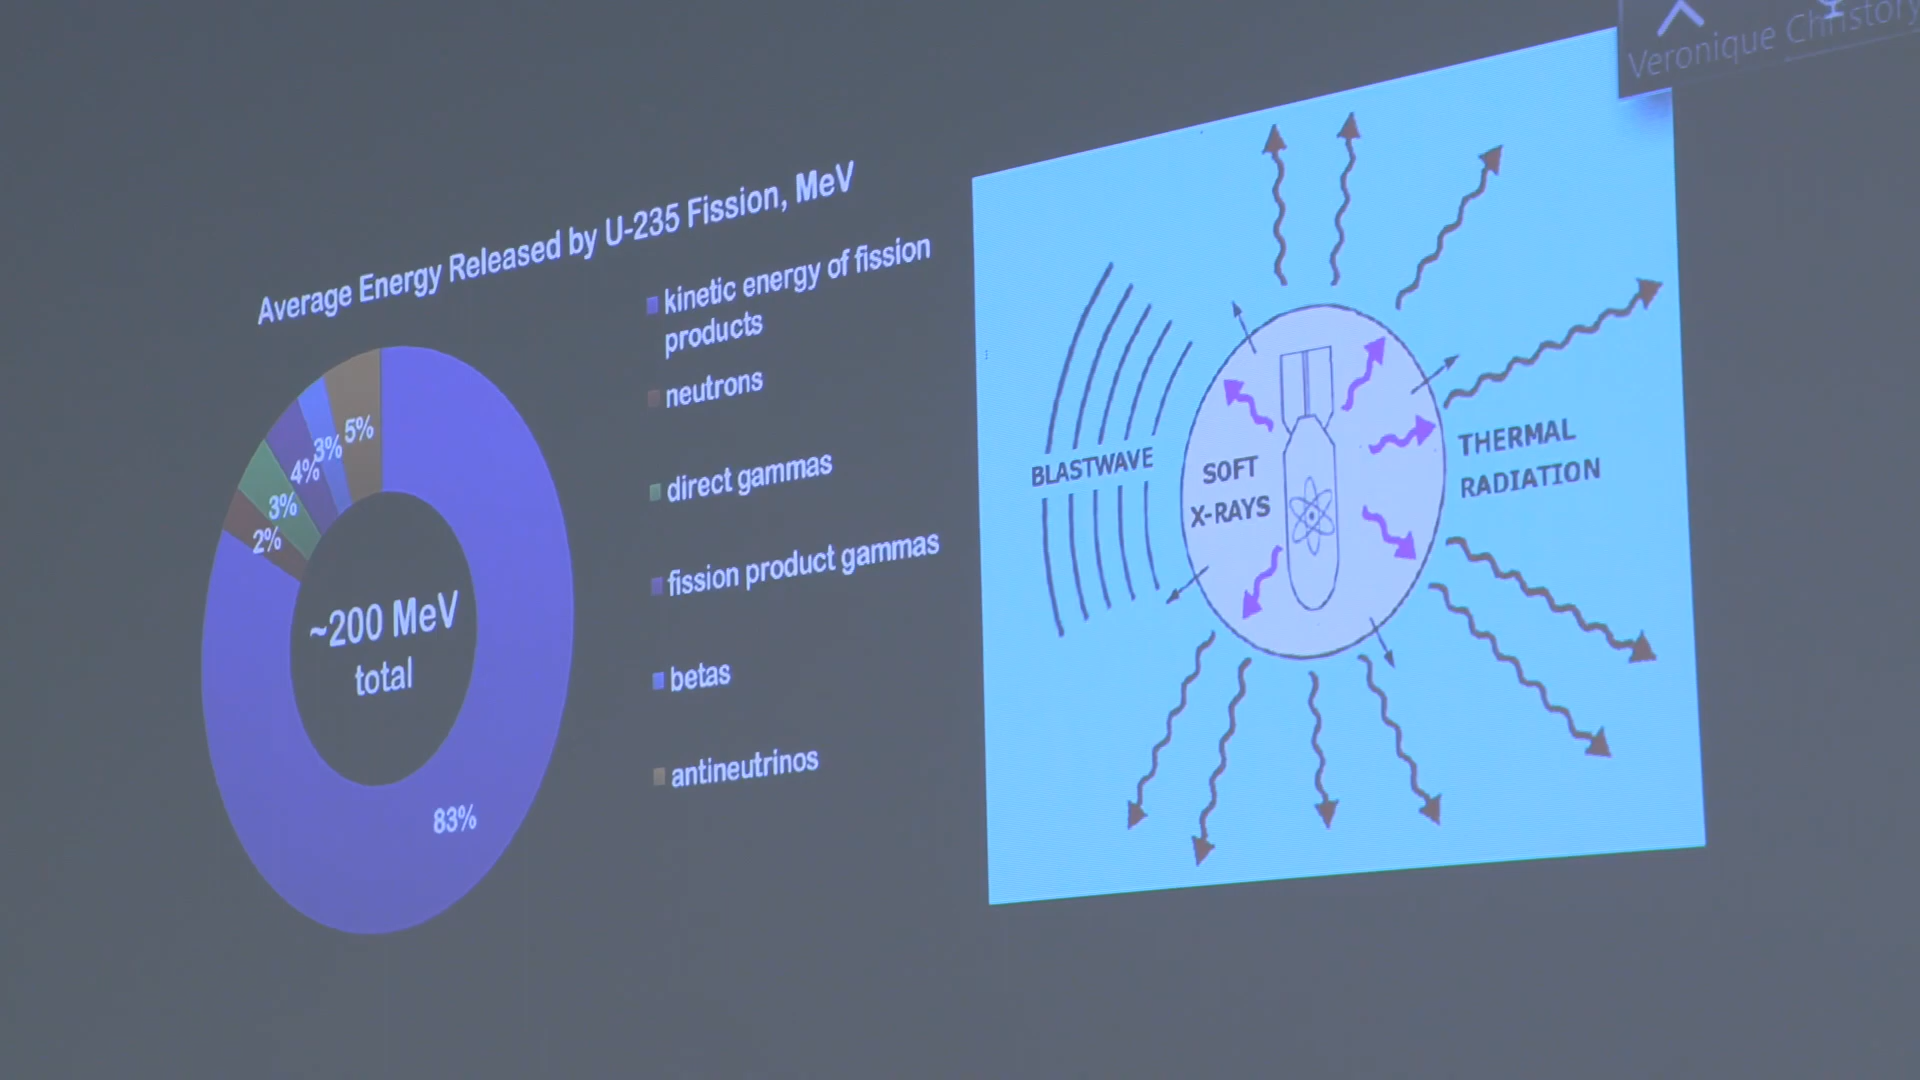 Veronique Christory
Average Energy Released by U-235 Fission, MeV
kinetic energy of fission
products
neutrons
direct gammas
fission product gammas
betas
antineutrinos
5%
3%
4%
3%
2%
83%
~200 MeV
total
BLASTWAVE
SOFT
X-RAYS
THERMAL
RADIATION